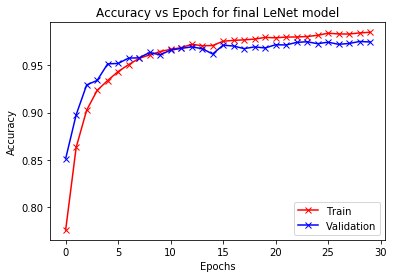 Accuracy vs Epoch for final LeNet model
Accuracy
0.95
0.90
0.85
0.80
Train
Validation
0 5 10 15 20 25 30
Epochs